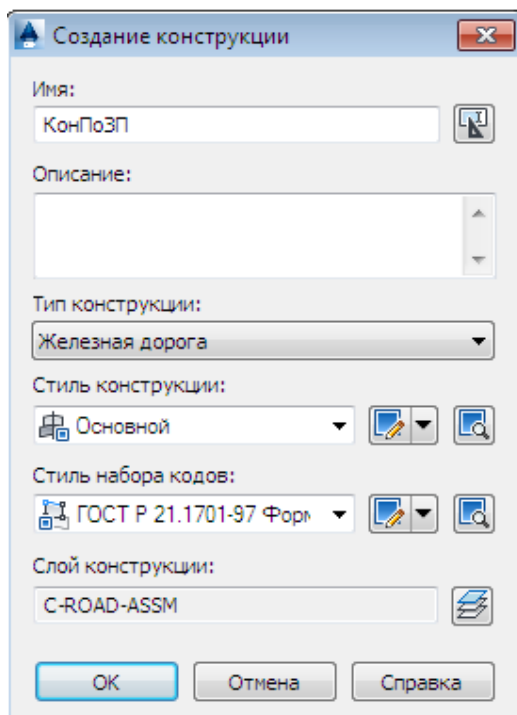 Создание конструкции
Имя:
КонПоЗП
Описание:
Тип конструкции:
Железная дорога
Стиль конструкции:
Основной
Стиль набора кодов:
ГОСТ Р 21.1701-97 Форм
Слой конструкции:
C-ROAD-ASSM
OK Отмена Справка